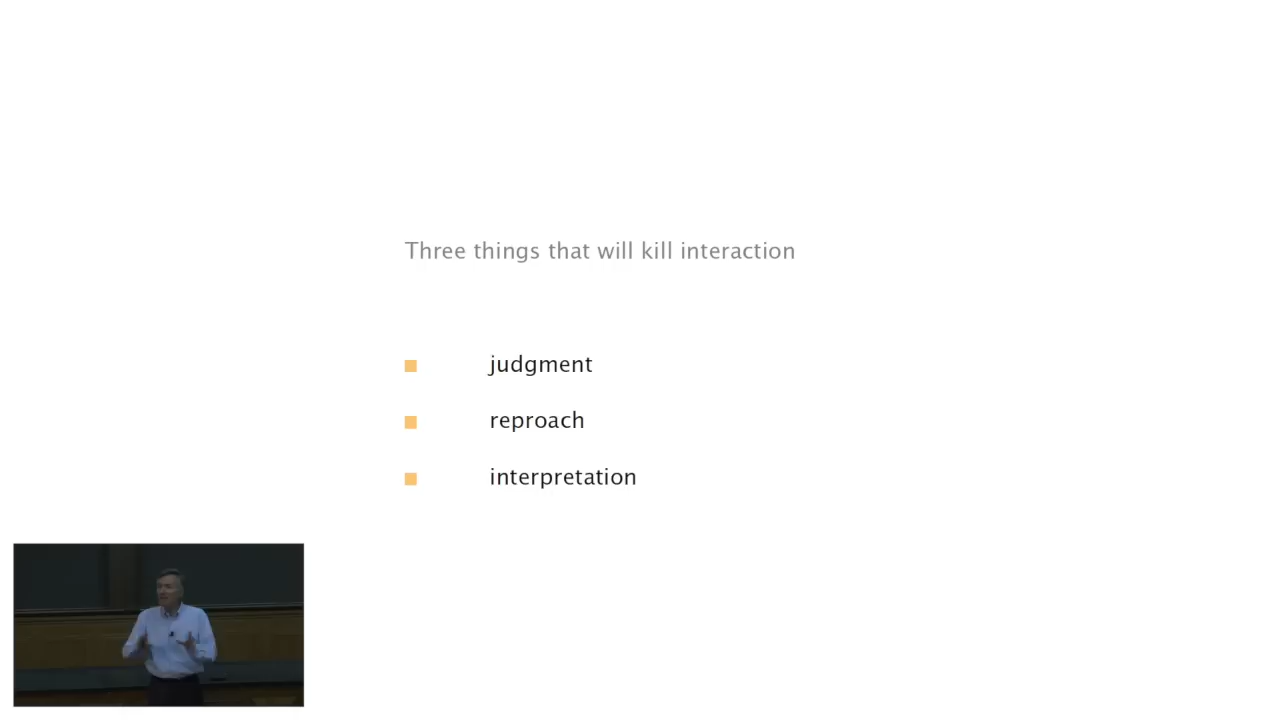 Three things that will kill interaction
judgment
reproach
interpretation